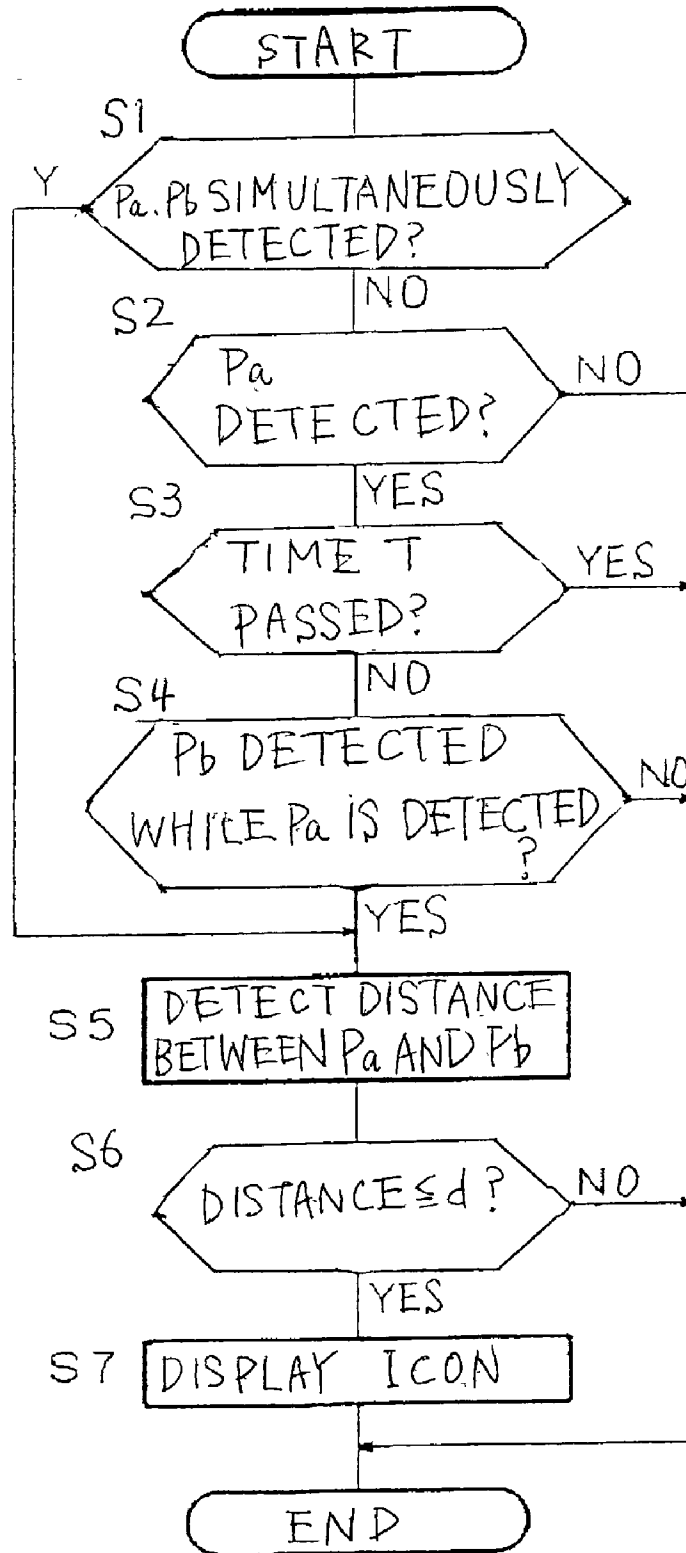 START
S1
Y
Pa.Pb SIMULTANEOUSLY
DETECTED?
NO
S2
Pa
DETECTED?
NO
YES
S3
TIME T
PASSED?
YES
NO
S4
Pb DETECTED
WHILE Pa IS DETECTED
?
NO
YES
S5
DETECT DISTANCE
BETWEEN Pa AND Pb
S6
DISTANCE≦d?
NO
YES
S7
DISPLAY ICON
END